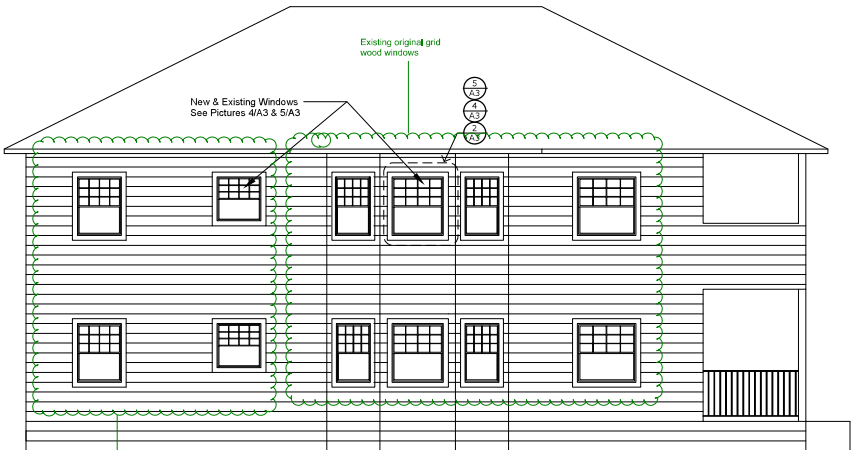 Existing original grid
wood windows
New & Existing Windows
See Pictures 4/A3 & 5/A3
5
A3
4
A3
2
A3